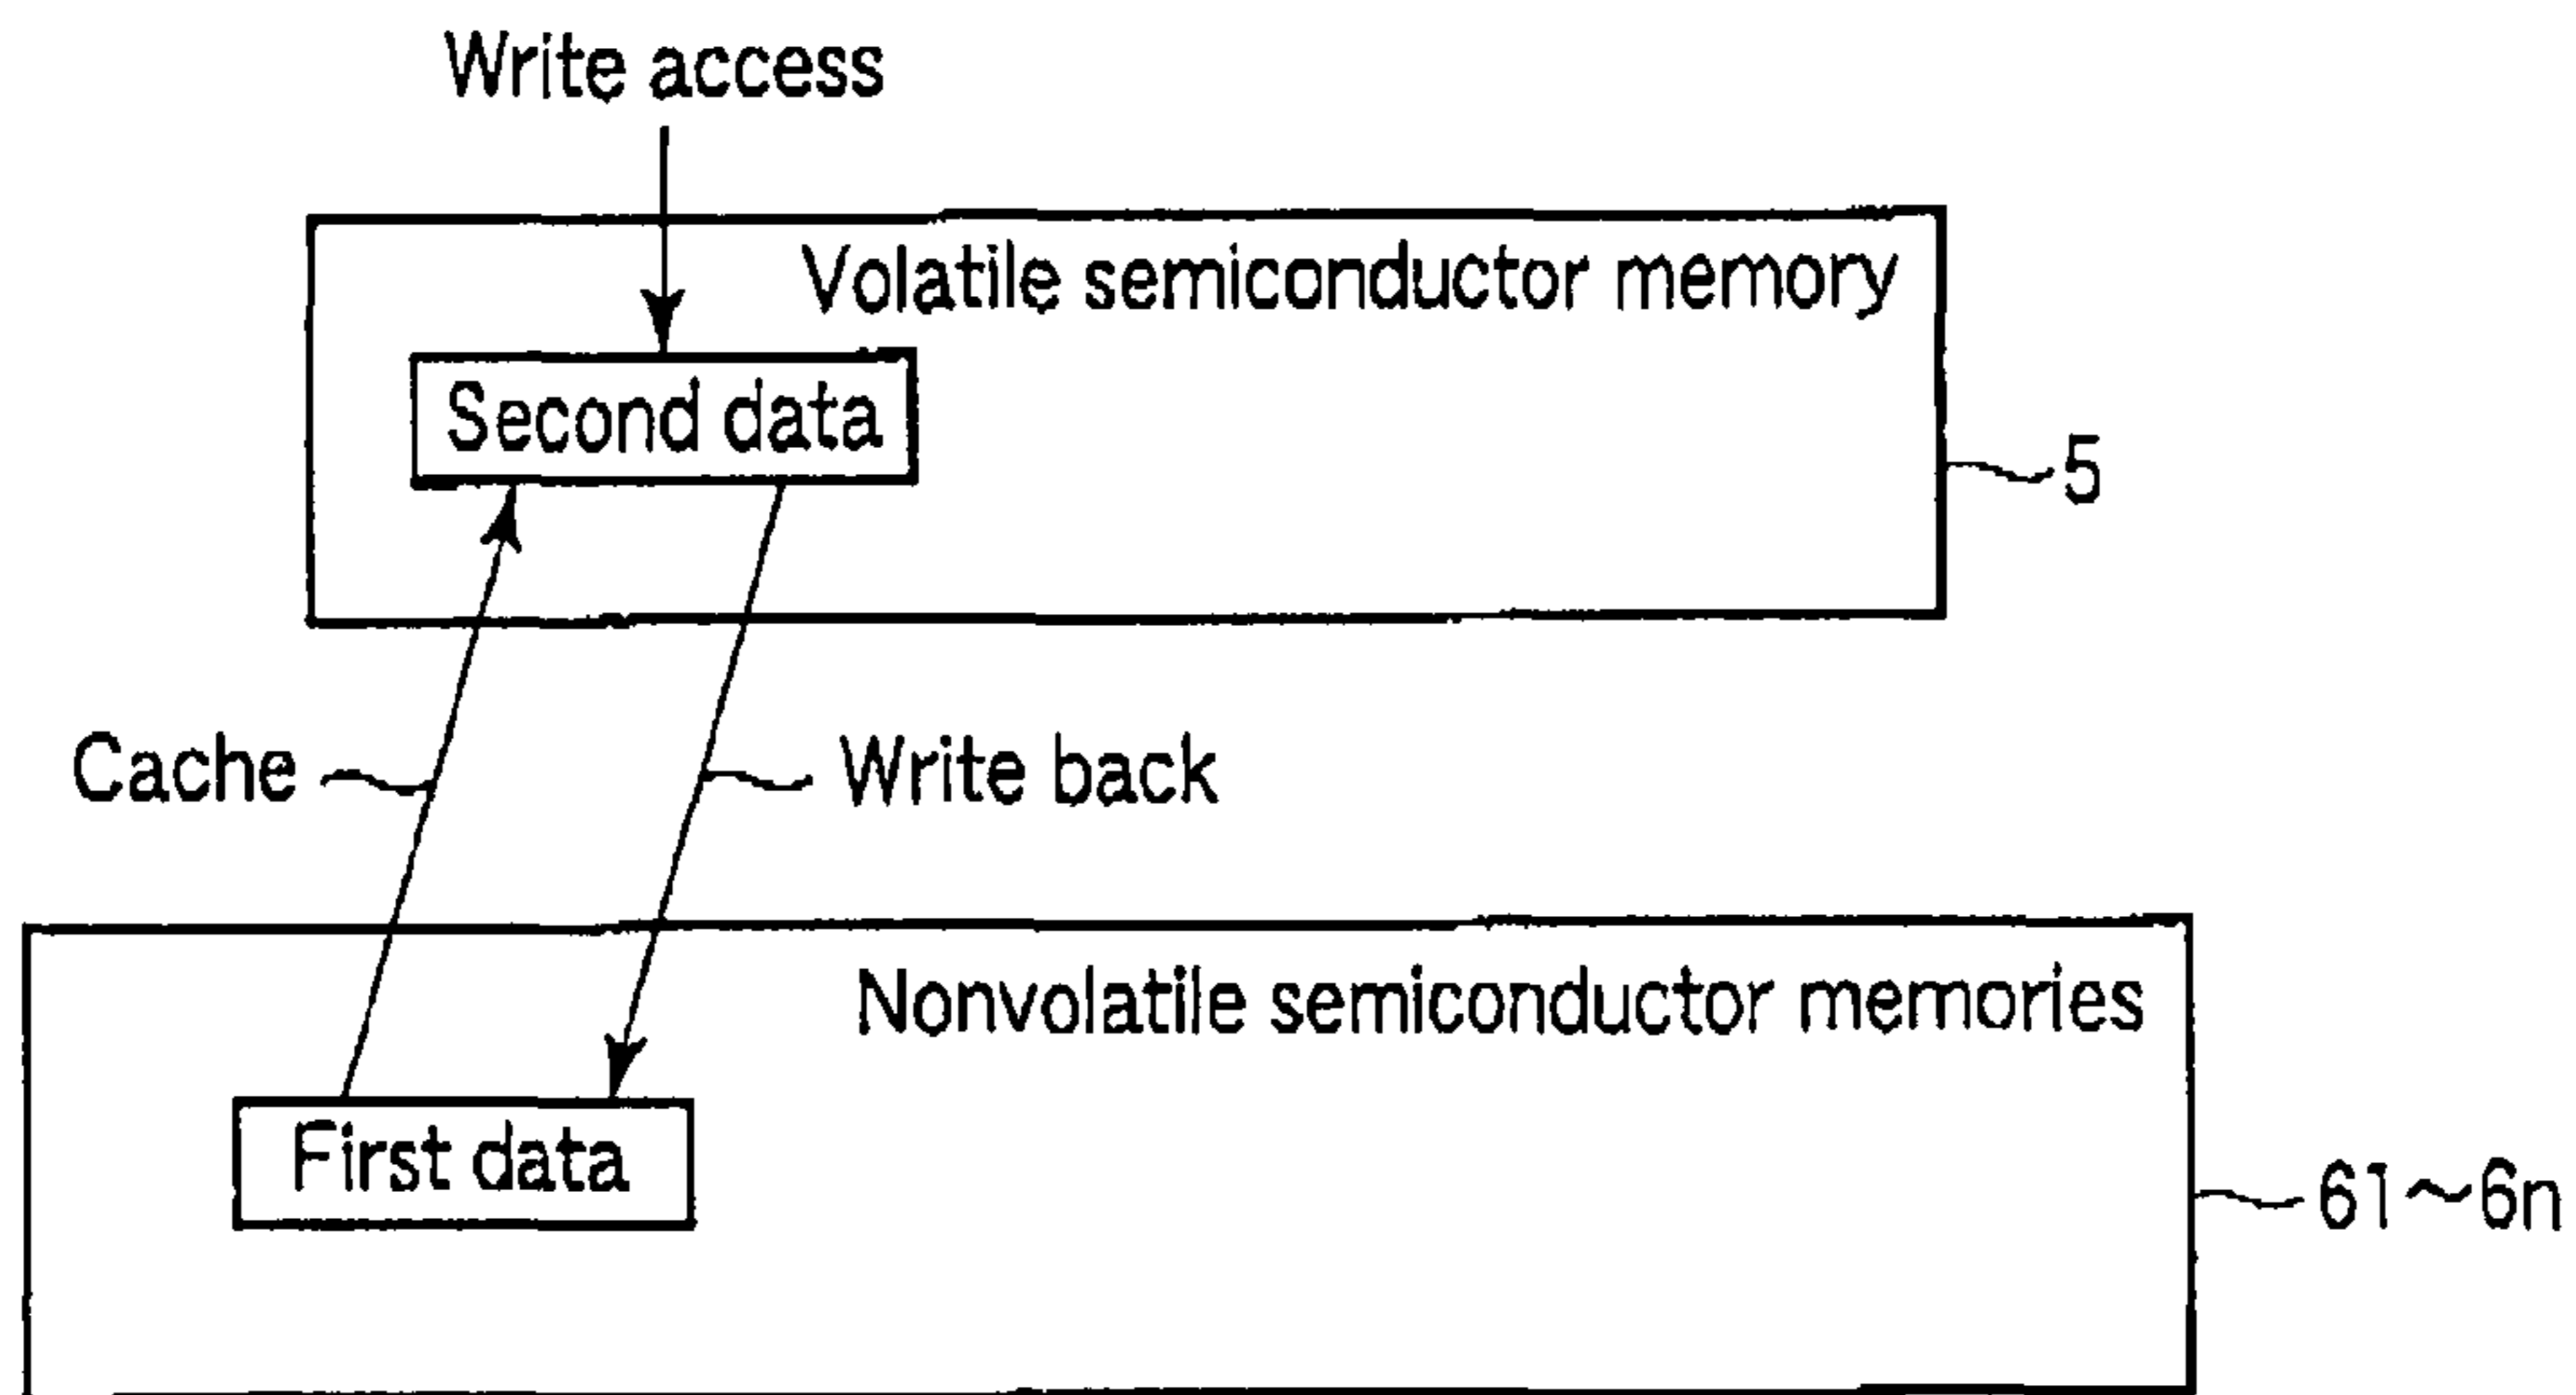 Write access
Volatile semiconductor memory
Second data
5
Cache
Write back
Nonvolatile semiconductor memories
First data
61~6n